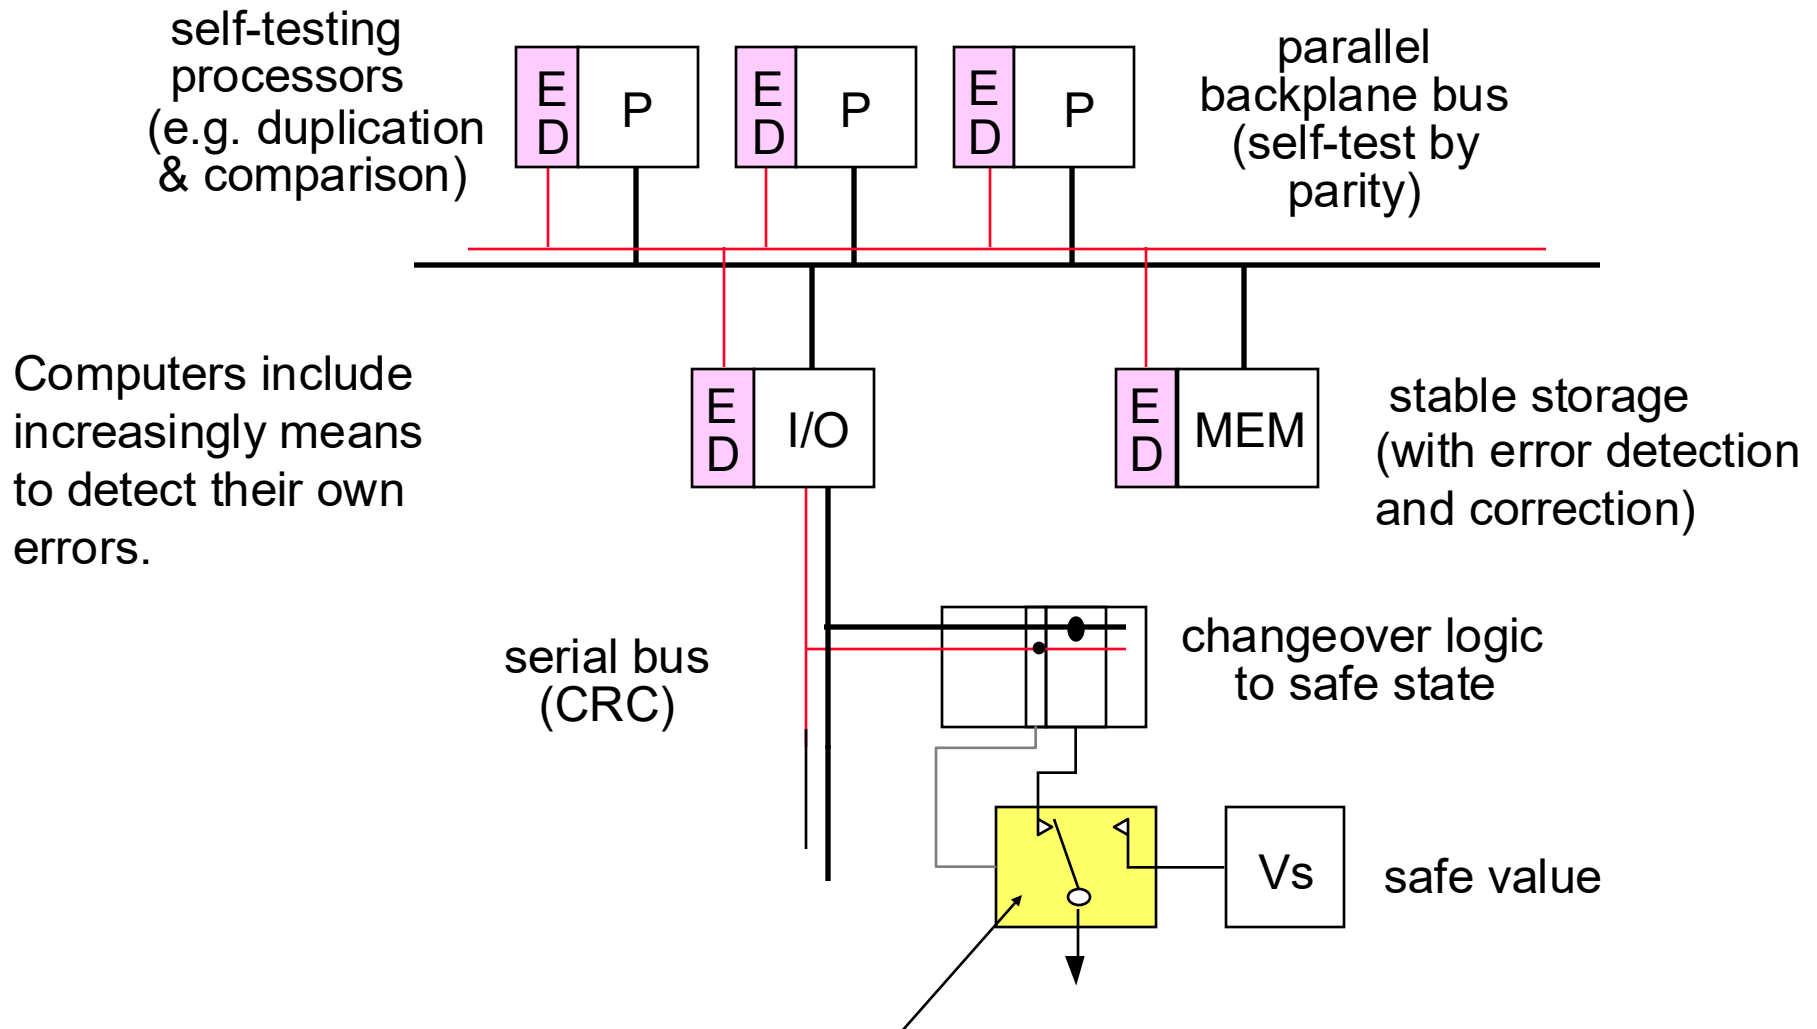 self-testing
processors
(e.g. duplication
& comparison)
E
D
P
E
D
P
E
D
P
parallel
backplane bus
(self-test by
parity)
Computers include
increasingly means
to detect their own
errors.
E
D
I/O
E
D
MEM
stable storage
(with error detection
and correction)
serial bus
(CRC)
changeover logic
to safe state
Vs
safe value